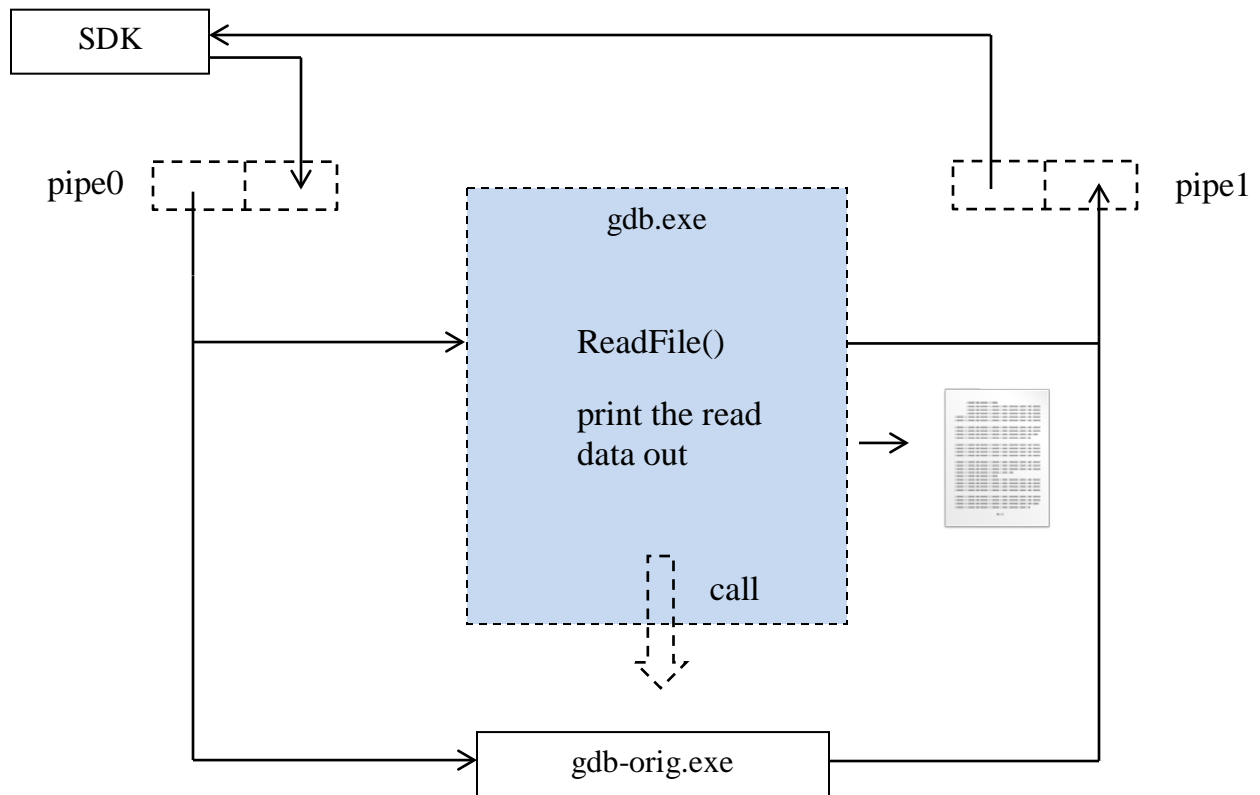 SDK
pipe0
pipe1
gdb.exe
ReadFile()
print the read
data out
call
gdb-orig.exe